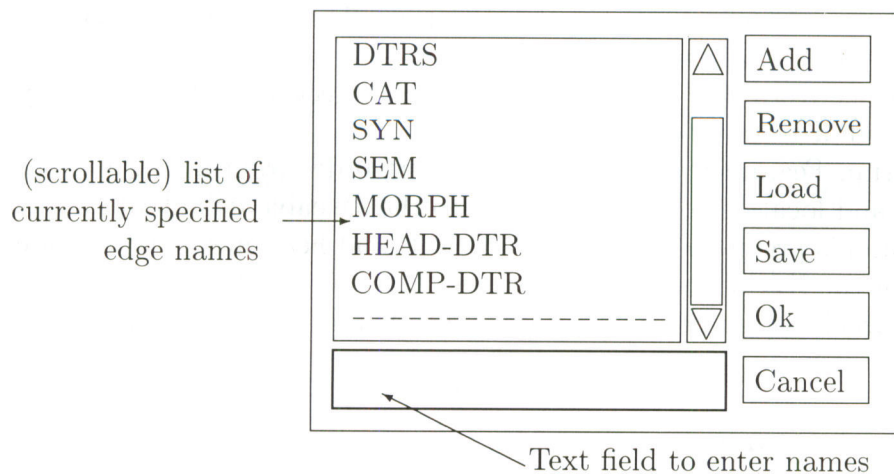 DTRS
CAT
SYN
SEM
MORPH
HEAD-DTR
COMP-DTR
(scrollable) list of
currently specified
edge names
Add
Remove
Load
Save
Ok
Cancel
Text field to enter names